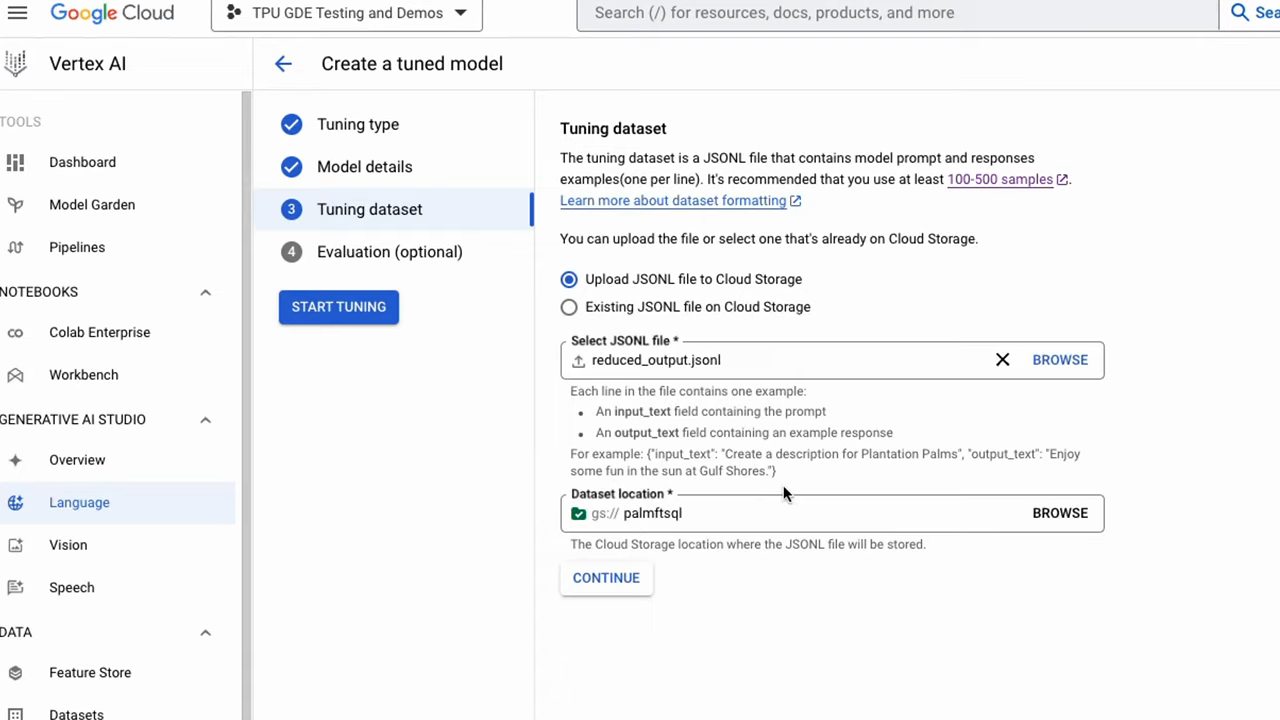 Google Cloud
TPU GDE Testing and Demos
Search (/) for resources, docs, products, and more
Vertex AI
Create a tuned model
TOOLS
Dashboard
Model Garden
Pipelines
NOTEBOOKS
Colab Enterprise
Workbench
GENERATIVE AI STUDIO
Overview
Language
Vision
Speech
DATA
Feature Store
Datasets
Tuning type
Model details
3 Tuning dataset
4 Evaluation (optional)
START TUNING
Tuning dataset
The tuning dataset is a JSONL file that contains model prompt and responses
examples(one per line). It's recommended that you use at least 100-500 samples.
Learn more about dataset formatting
You can upload the file or select one that's already on Cloud Storage.
Upload JSONL file to Cloud Storage
Existing JSONL file on Cloud Storage
Select JSONL file *
reduced_output.jsonl BROWSE
Each line in the file contains one example:
• An input_text field containing the prompt
• An output_text field containing an example response
For example: {"input_text": "Create a description for Plantation Palms", "output_text": "Enjoy
some fun in the sun at Gulf Shores."}
Dataset location *
gs:// palmftsql BROWSE
The Cloud Storage location where the JSONL file will be stored.
CONTINUE